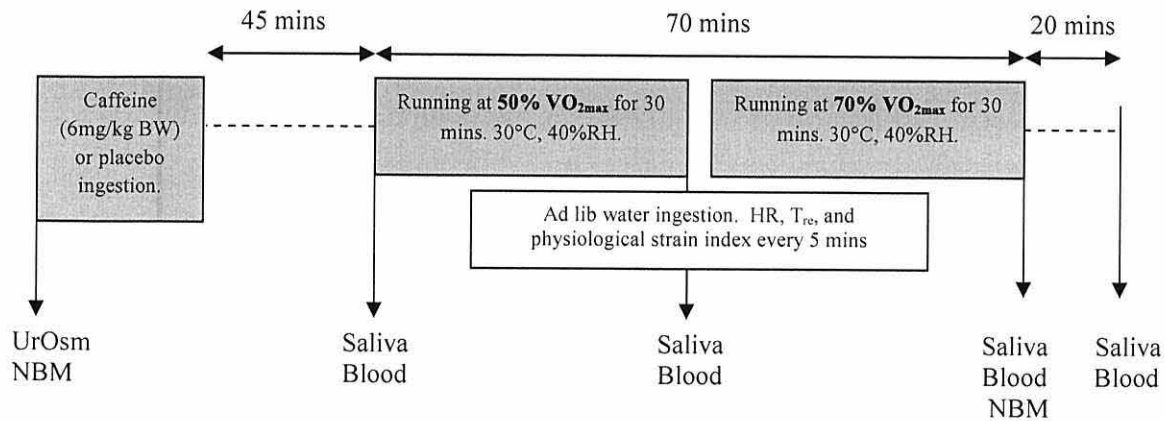 45 mins
70 mins
20 mins
Caffeine
(6mg/kg BW)
or placebo
ingestion.
Running at 50% VO2max for 30
mins. 30°C, 40%RH.
Running at 70% VO2max for 30
mins. 30°C, 40%RH.
Ad lib water ingestion. HR, Tre, and
physiological strain index every 5 mins
UrOsm
NBM
Saliva
Blood
Saliva
Blood
Saliva
Blood
NBM
Saliva
Blood